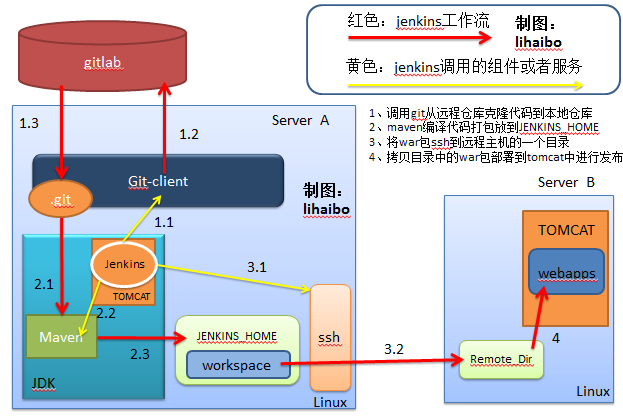 红色：jenkins工作流
制图：
lihaibo
黄色：jenkins调用的组件或者服务
gitlab
1、调用git从远程仓库克隆代码到本地仓库
2、maven编译代码打包放到JENKINS_HOME
3、将war包ssh到远程主机的一个目录
4、拷贝目录中的war包部署到tomcat中进行发布
1.3
1.2
Server A
Git-client
.git
制图：
lihaibo
1.1
Jenkins
TOMCAT
3.1
2.1
2.2
Maven
2.3
JDK
JENKINS_HOME
workspace
ssh
Linux
3.2
Server B
TOMCAT
webapps
4
Remote_Dir
Linux